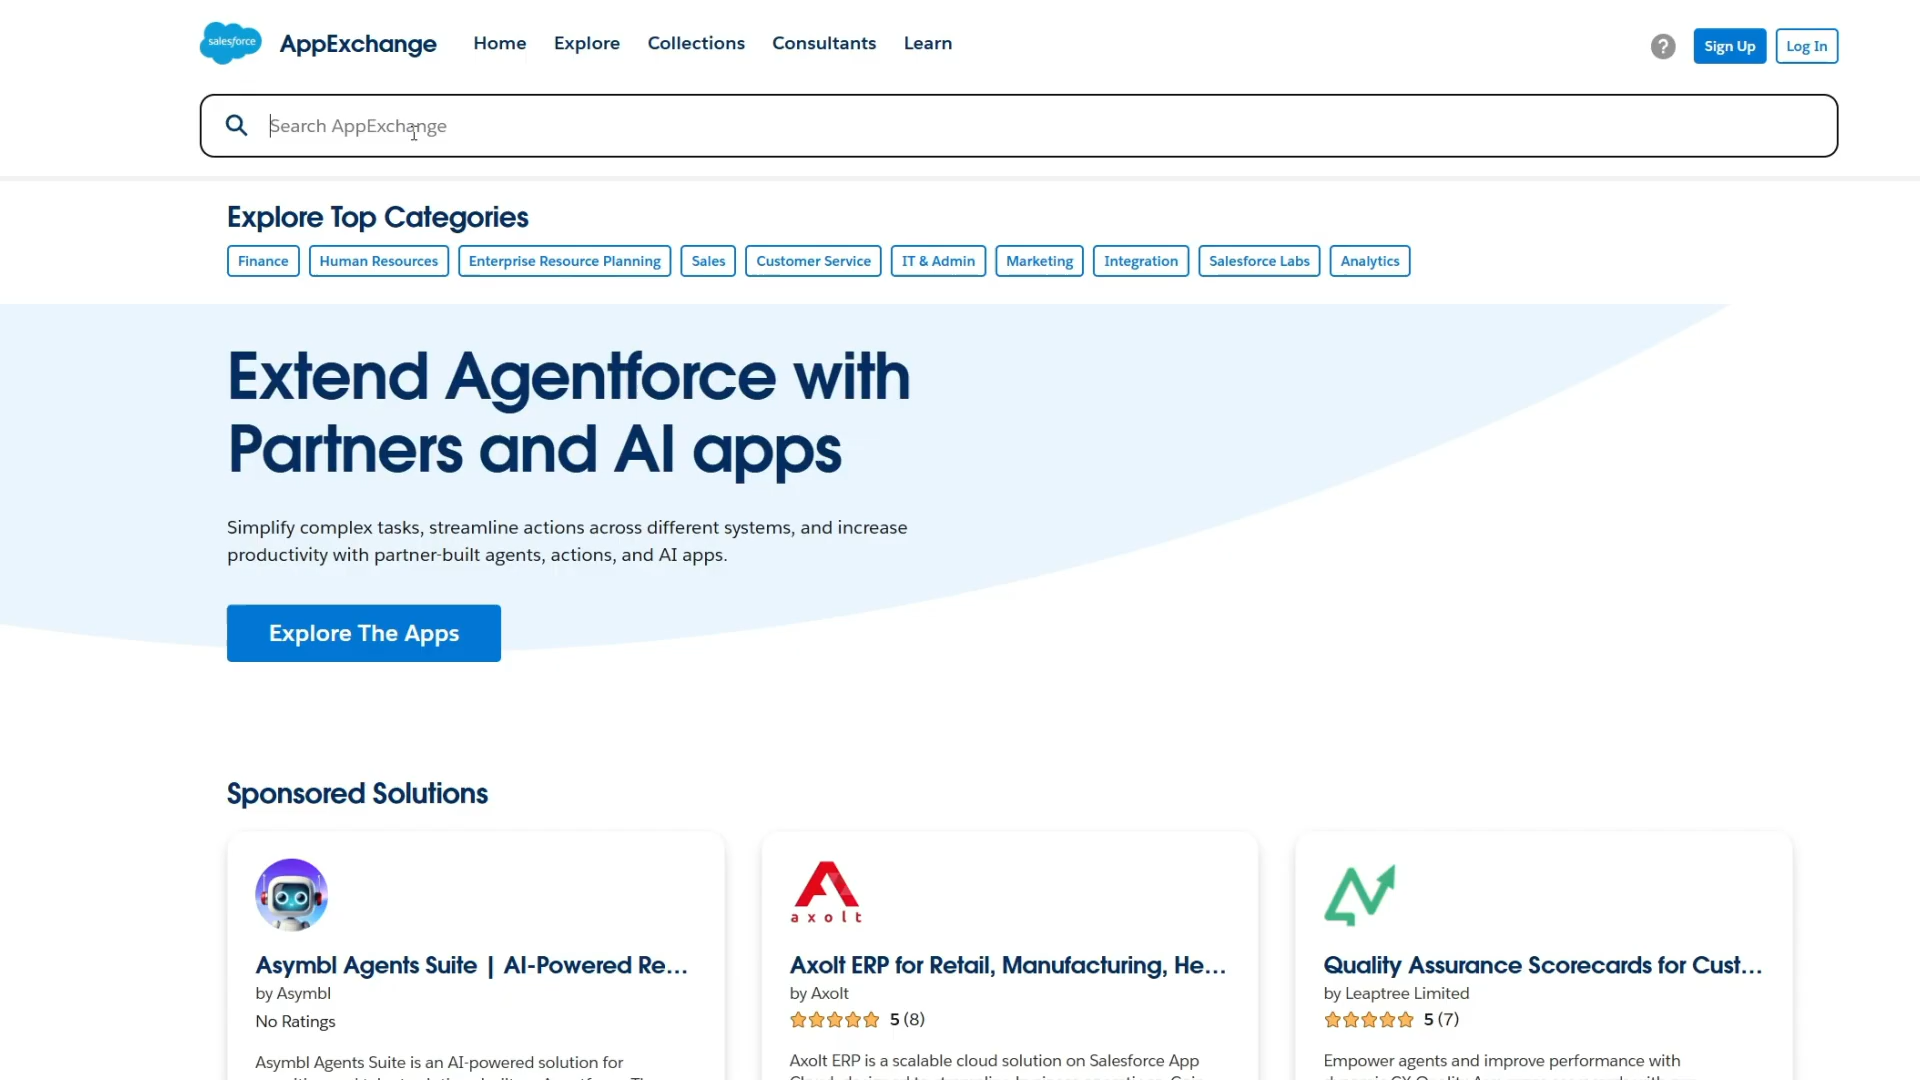 salesforce
AppExchange
Home
Explore
Collections
Consultants
Learn
?
Sign Up
Log In
Search AppExchange
Explore Top Categories
Finance
Human Resources
Enterprise Resource Planning
Sales
Customer Service
IT & Admin
Marketing
Integration
Salesforce Labs
Analytics
Extend Agentforce with
Partners and AI apps
Simplify complex tasks, streamline actions across different systems, and increase
productivity with partner-built agents, actions, and AI apps.
Explore The Apps
Sponsored Solutions
Asymbl Agents Suite | AI-Powered Re...
by Asymbl
No Ratings
Asymbl Agents Suite is an AI-powered solution for
axolt
Axolt ERP for Retail, Manufacturing, He...
by Axolt
5 (8)
Axolt ERP is a scalable cloud solution on Salesforce App
Quality Assurance Scorecards for Cust...
by Leaptree Limited
5 (7)
Empower agents and improve performance with